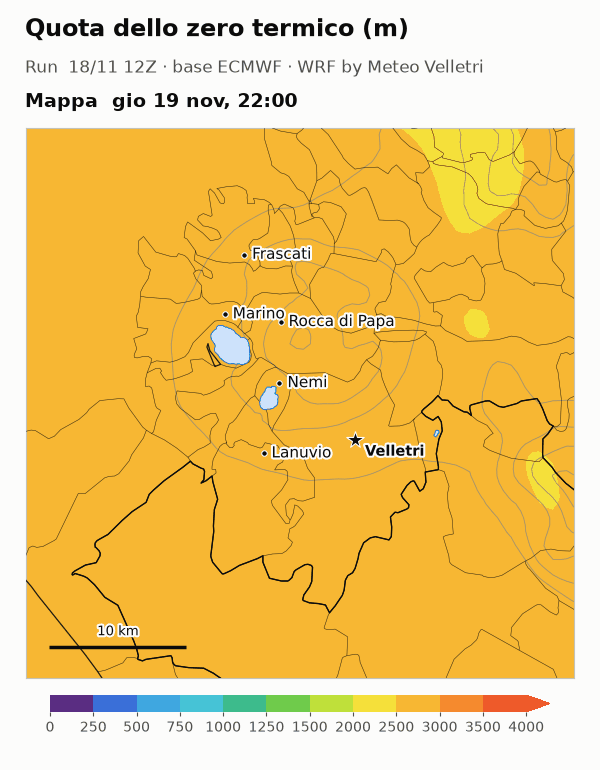 Quota dello zero termico (m)
Run 18/11 12Z · base ECMWF · WRF by Meteo Velletri
Mappa gio 19 nov, 22:00
Frascati
Marino
Rocca di Papa
Nemi
Velletri
Lanuvio
10 km
0 250 500 750 1000 1250 1500 2000 2500 3000 3500 4000